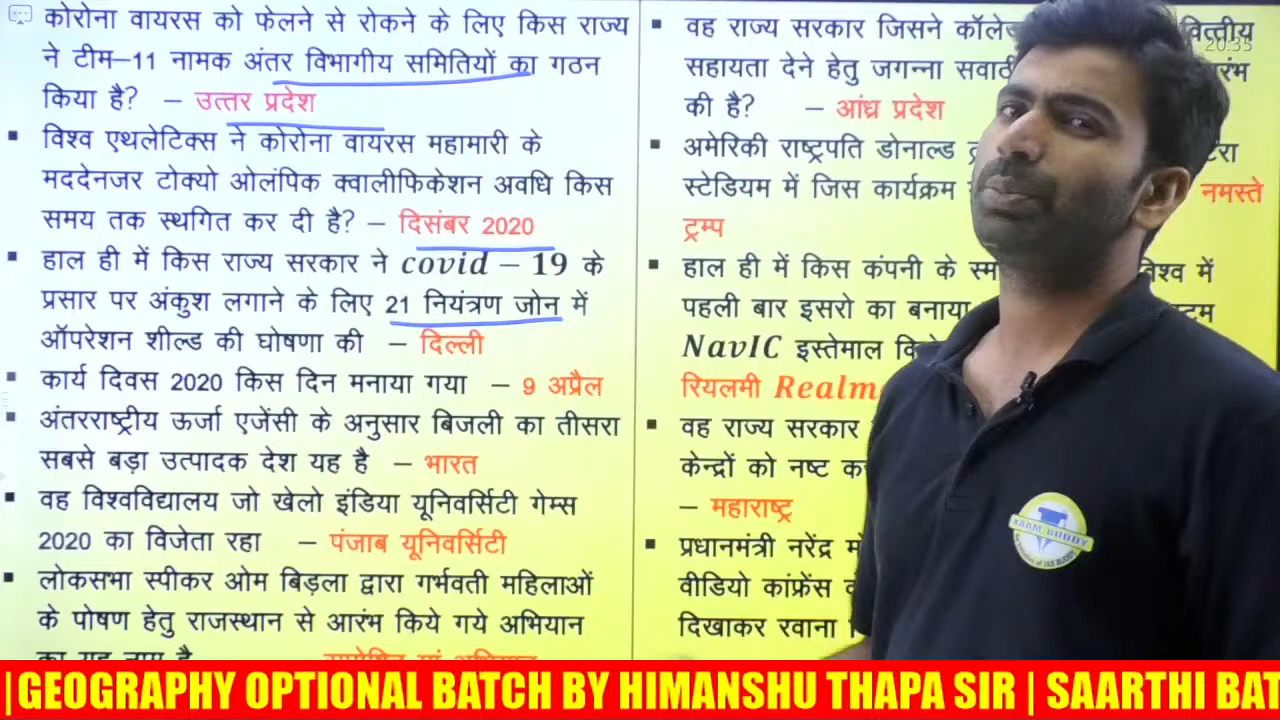 कोरोना वायरस को फेलने से रोकने के लिए किस राज्य
ने टीम–11 नामक अंतर विभागीय समितियों का गठन
किया है? – उत्तर प्रदेश
विश्व एथलेटिक्स ने कोरोना वायरस महामारी के
मददेनजर टोक्यो ओलंपिक क्वालीफिकेशन अवधि किस
समय तक स्थगित कर दी है? – दिसंबर 2020
हाल ही में किस राज्य सरकार ने covid – 19 के
प्रसार पर अंकुश लगाने के लिए 21 नियंत्रण जोन में
ऑपरेशन शील्ड की घोषणा की – दिल्ली
कार्य दिवस 2020 किस दिन मनाया गया – 9 अप्रैल
अंतरराष्ट्रीय ऊर्जा एजेंसी के अनुसार बिजली का तीसरा
सबसे बड़ा उत्पादक देश यह है – भारत
वह विश्वविद्यालय जो खेलो इंडिया यूनिवर्सिटी गेम्स
2020 का विजेता रहा – पंजाब यूनिवर्सिटी
लोकसभा स्पीकर ओम बिड़ला द्वारा गर्भवती महिलाओं
के पोषण हेतु राजस्थान से आरंभ किये गये अभियान
वह राज्य सरकार जिसने कॉलेज वित्तीय
सहायता देने हेतु जगन्ना
की है? – आंध्र प्रदेश
अमेरिकी राष्ट्रपति डोनाल्ड
स्टेडियम में जिस कार्यक्रम नमस्ते
ट्रम्प
हाल ही में किस कंपनी के विश्व में
पहली बार इसरो का बनाया
NavIC इस्तेमाल
रियलमी Realm
वह राज्य सरकार
केन्द्रों को नष्ट
– महाराष्ट्र
प्रधानमंत्री नरेंद्र
वीडियो कांफ्रेंस
दिखाकर रवाना
20:35
EXAM BUDDY
|GEOGRAPHY OPTIONAL BATCH BY HIMANSHU THAPA SIR | SAARTHI BAT